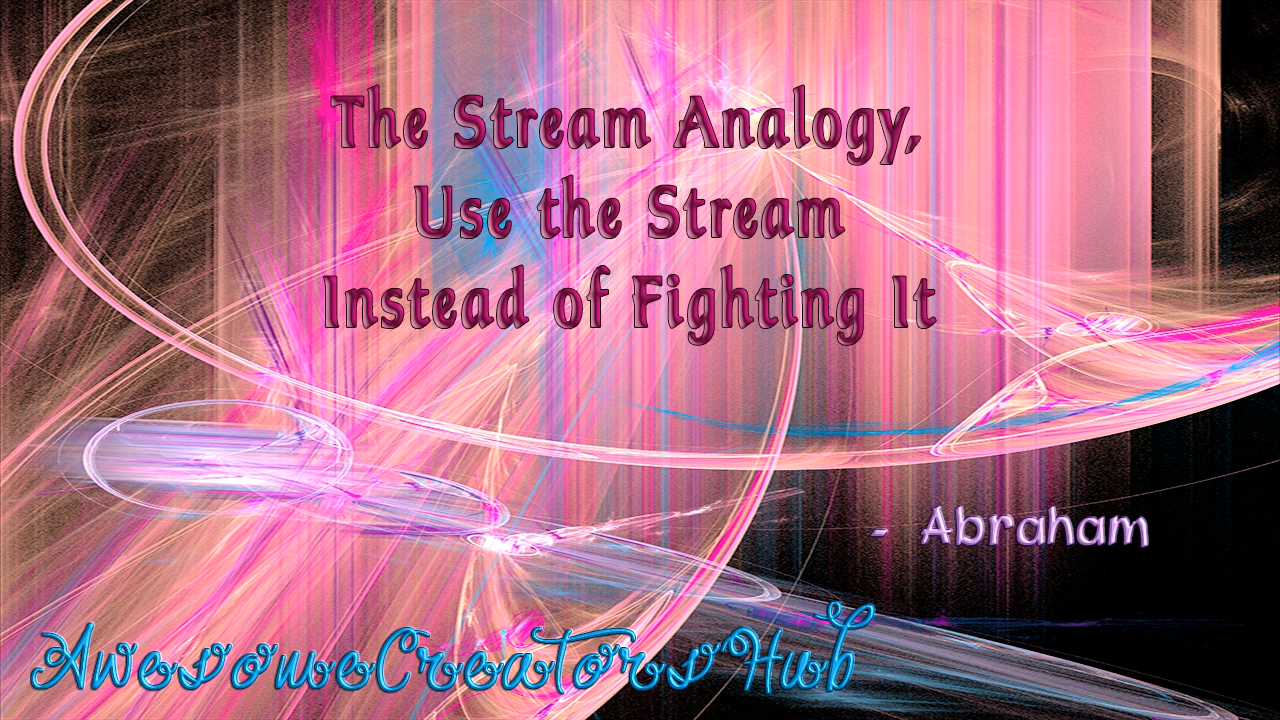 The Stream Analogy,
Use the Stream
Instead of Fighting It
- Abraham
AwesomeCreatorsHub